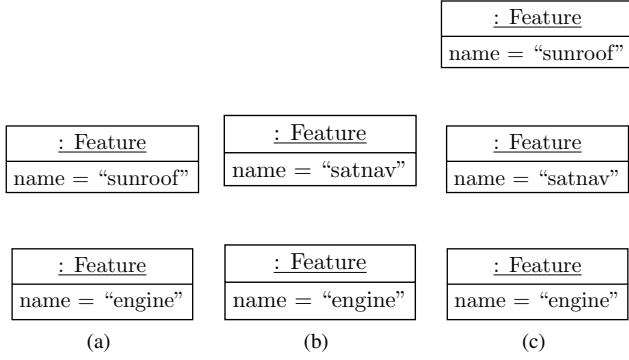 : Feature
name = “sunroof”
: Feature
name = “sunroof”
: Feature
name = “satnav”
: Feature
name = “satnav”
: Feature
name = “engine”
: Feature
name = “engine”
: Feature
name = “engine”
(a)
(b)
(c)